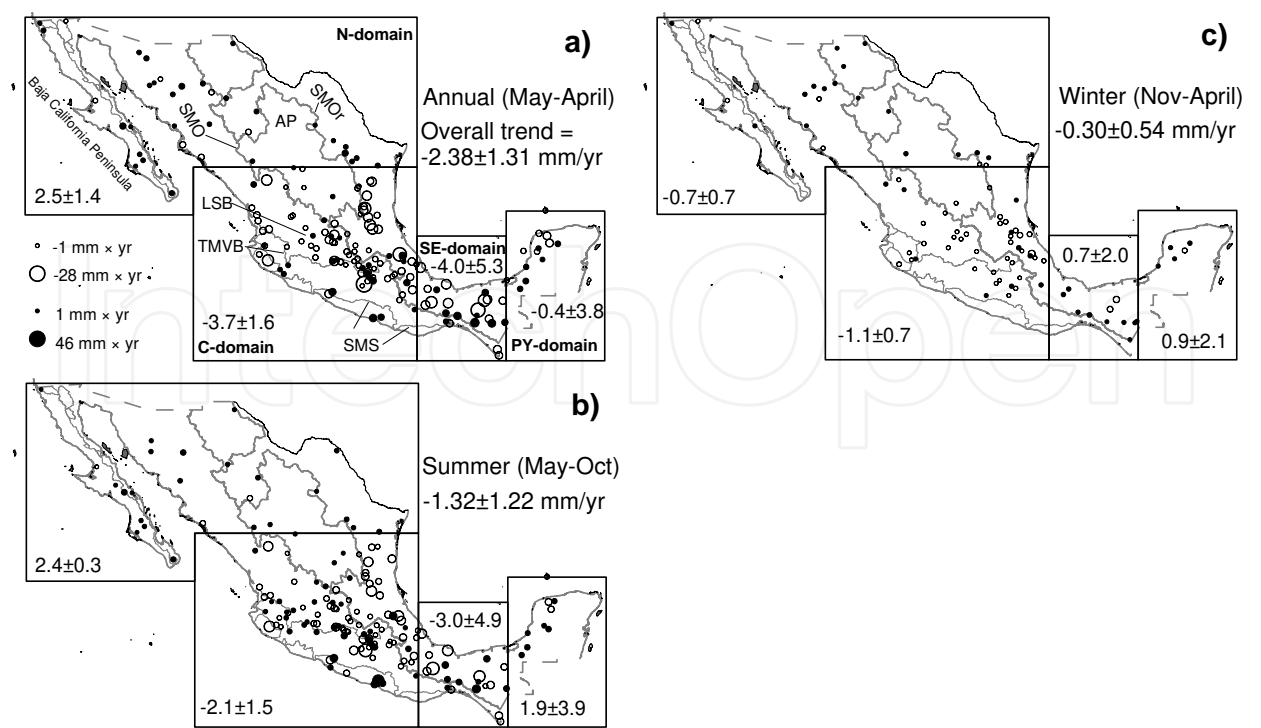 N-domain
a)
Annual (May-April)
Overall trend =
-2.38±1.31 mm/yr
Baja California Peninsula
SMO
AP
SMOr
2.5±1.4
LSB
TMVB
SE-domain
-4.0±5.3
-0.4±3.8
-3.7±1.6
C-domain
SMS
PY-domain
-1 mm × yr
-28 mm × yr
1 mm × yr
46 mm × yr
c)
Winter (Nov-April)
-0.30±0.54 mm/yr
-0.7±0.7
0.7±2.0
-1.1±0.7
0.9±2.1
b)
Summer (May-Oct)
-1.32±1.22 mm/yr
2.4±0.3
-3.0±4.9
-2.1±1.5
1.9±3.9
IntechOpen